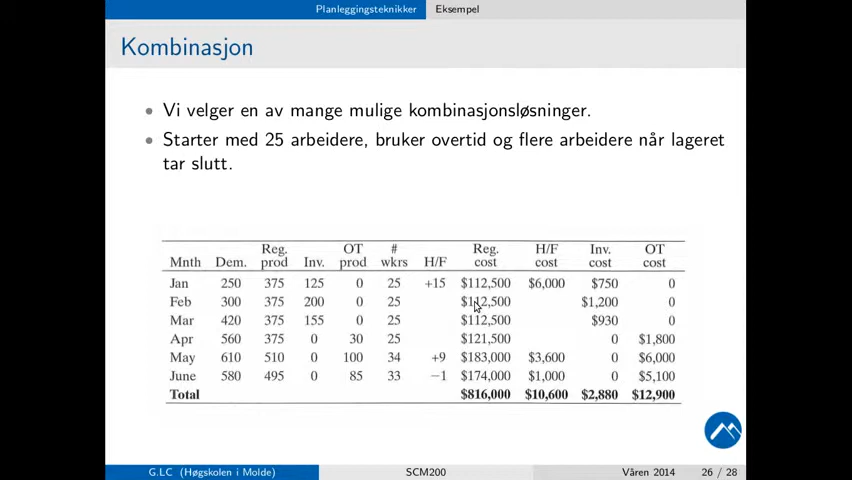 Planleggingsteknikker Eksempel
Kombinasjon
Vi velger en av mange mulige kombinasjonsløsninger.
Starter med 25 arbeidere, bruker overtid og flere arbeidere når lageret
tar slutt.
Reg. OT # Reg. H/F Inv. OT
Mnth Dem. prod Inv. prod wkrs H/F cost cost cost cost
Jan 250 375 125 0 25 +15 $112,500 $6,000 $750 0
Feb 300 375 200 0 25 $112,500 $1,200 0
Mar 420 375 155 0 25 $112,500 $930 0
Apr 560 375 0 30 25 $121,500 0 $1,800
May 610 510 0 100 34 +9 $183,000 $3,600 0 $6,000
June 580 495 0 85 33 −1 $174,000 $1,000 0 $5,100
Total $816,000 $10,600 $2,880 $12,900
G.LC (Høgskolen i Molde) SCM200 Våren 2014 26 / 28